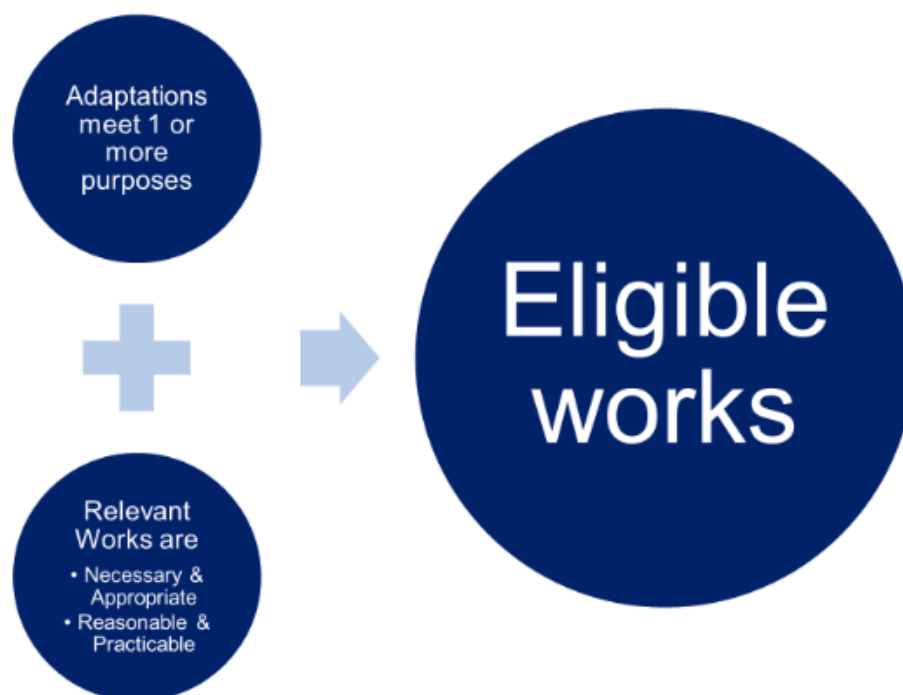 Adaptations
meet 1 or
more
purposes
Relevant
Works are
• Necessary &
Appropriate
• Reasonable &
Practicable
Eligible
works